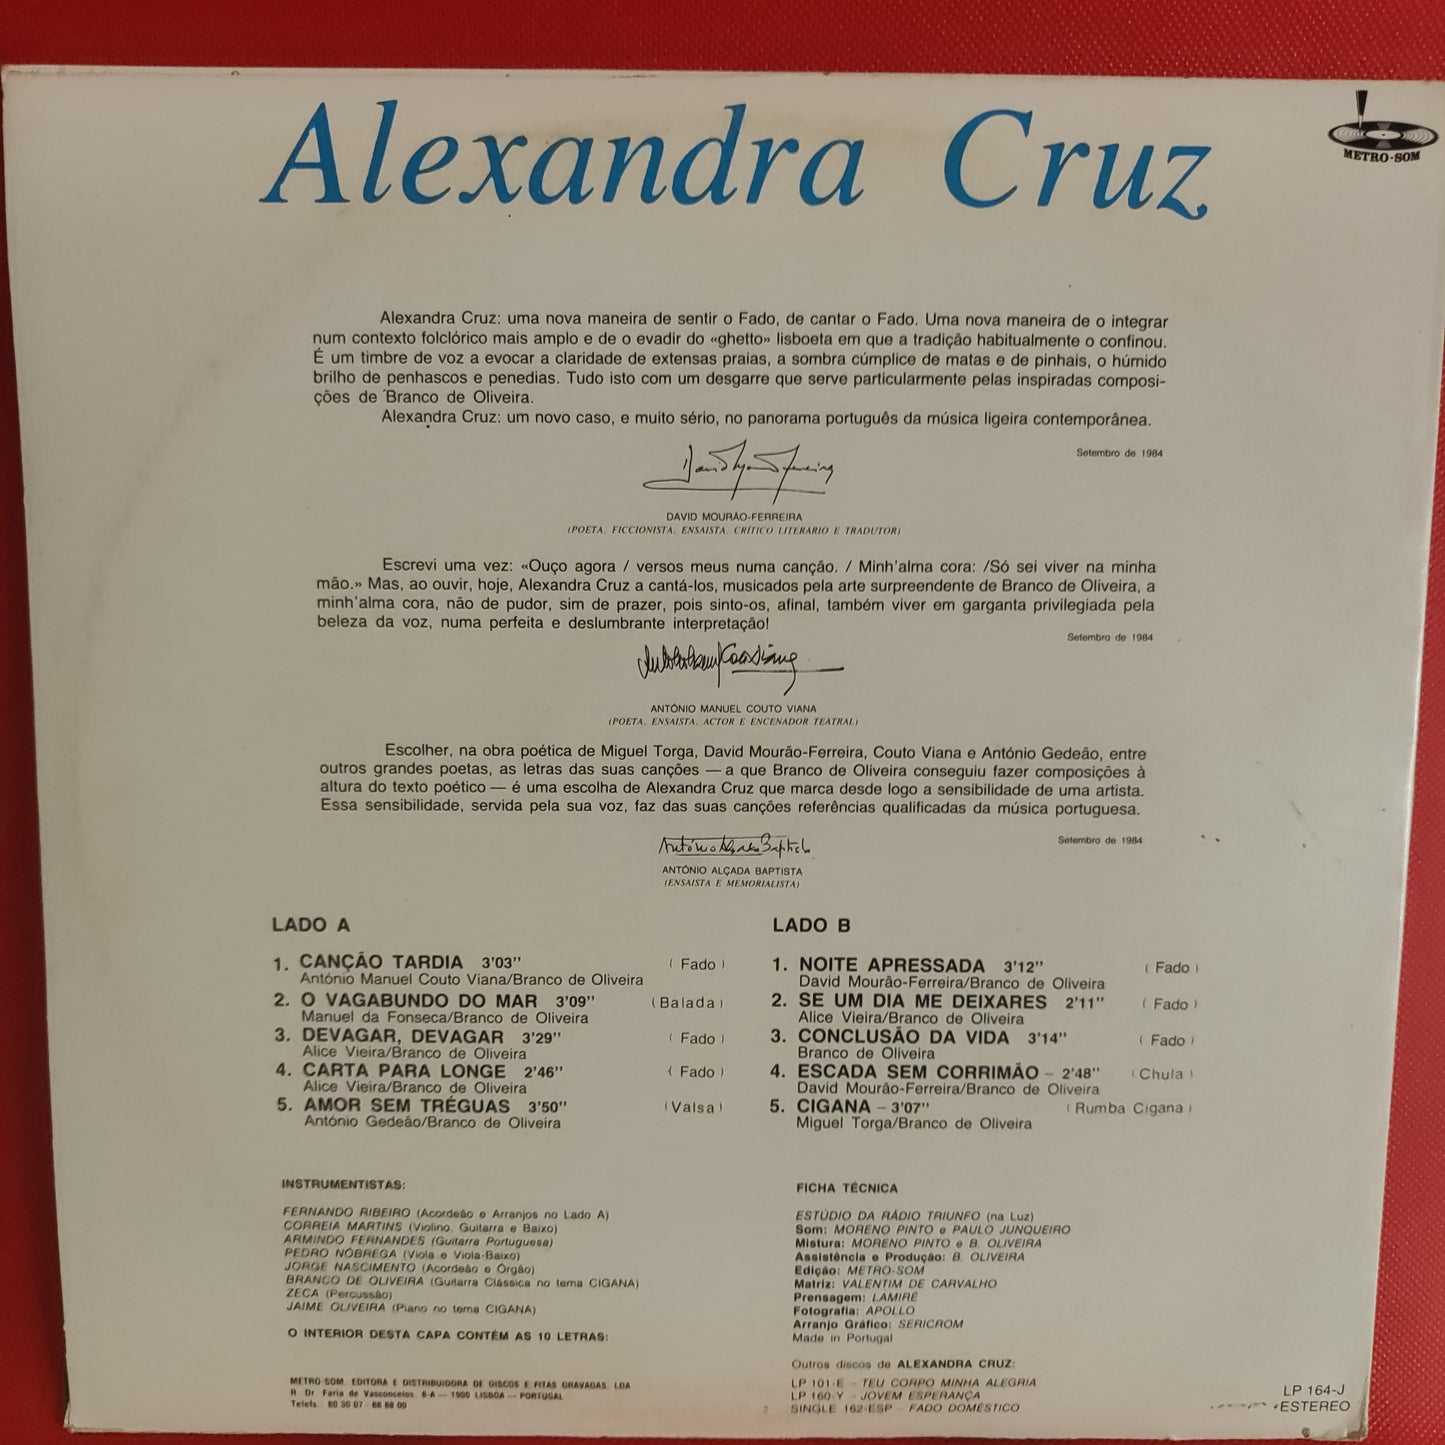 Alexandra Cruz
METRO-SOM
Alexandra Cruz: uma nova maneira de sentir o Fado, de cantar o Fado. Uma nova maneira de o integrar
num contexto folclórico mais amplo e de o evadir do «ghetto» lisboeta em que a tradição habitualmente o confinou.
É um timbre de voz a evocar a claridade de extensas praias, a sombra cúmplice de matas e de pinhais, o húmido
brilho de penhascos e penedias. Tudo isto com um desgarre que serve particularmente pelas inspiradas composi-
ções de Branco de Oliveira.
Alexandra Cruz: um novo caso, e muito sério, no panorama português da música ligeira contemporânea.
Setembro de 1984
DAVID MOURÃO-FERREIRA
(POETA, FICCIONISTA, ENSAISTA, CRÍTICO LITERARIO E TRADUTOR)
Escrevi uma vez: «Ouço agora / versos meus numa canção. / Minh'alma cora: /Só sei viver na minha
mão.» Mas, ao ouvir, hoje, Alexandra Cruz a cantá-los, musicados pela arte surpreendente de Branco de Oliveira, a
minh'alma cora, não de pudor, sim de prazer, pois sinto-os, afinal, também viver em garganta privilegiada pela
beleza da voz, numa perfeita e deslumbrante interpretação!
Setembro de 1984
ANTÓNIO MANUEL COUTO VIANA
(POETA, ENSAISTA, ACTOR E ENCENADOR TEATRAL)
Escolher, na obra poética de Miguel Torga, David Mourão-Ferreira, Couto Viana e António Gedeão, entre
outros grandes poetas, as letras das suas canções — a que Branco de Oliveira conseguiu fazer composições à
altura do texto poético — é uma escolha de Alexandra Cruz que marca desde logo a sensibilidade de uma artista.
Essa sensibilidade, servida pela sua voz, faz das suas canções referências qualificadas da música portuguesa.
Setembro de 1984
ANTÓNIO ALÇADA BAPTISTA
(ENSAISTA E MEMORIALISTA)
LADO A
1. CANÇÃO TARDIA 3'03'' (Fado)
António Manuel Couto Viana/Branco de Oliveira
2. O VAGABUNDO DO MAR 3'09'' (Balada)
Manuel da Fonseca/Branco de Oliveira
3. DEVAGAR, DEVAGAR 3'29'' (Fado)
Alice Vieira/Branco de Oliveira
4. CARTA PARA LONGE 2'46'' (Fado)
Alice Vieira/Branco de Oliveira
5. AMOR SEM TRÉGUAS 3'50'' (Valsa)
António Gedeão/Branco de Oliveira
LADO B
1. NOITE APRESSADA 3'12'' (Fado)
David Mourão-Ferreira/Branco de Oliveira
2. SE UM DIA ME DEIXARES 2'11'' (Fado)
Alice Vieira/Branco de Oliveira
3. CONCLUSÃO DA VIDA 3'14'' (Fado)
Branco de Oliveira
4. ESCADA SEM CORRIMÃO – 2'48'' (Chula)
David Mourão-Ferreira/Branco de Oliveira
5. CIGANA – 3'07'' (Rumba Cigana)
Miguel Torga/Branco de Oliveira
INSTRUMENTISTAS:
FERNANDO RIBEIRO (Acordeão e Arranjos no Lado A)
CORREIA MARTINS (Violino, Guitarra e Baixo)
ARMINDO FERNANDES (Guitarra Portuguesa)
PEDRO NÓBREGA (Viola e Viola-Baixo)
JORGE NASCIMENTO (Acordeão e Órgão)
BRANCO DE OLIVEIRA (Guitarra Clássica no tema CIGANA)
ZECA (Percussão)
JAIME OLIVEIRA (Piano no tema CIGANA)
O INTERIOR DESTA CAPA CONTÉM AS 10 LETRAS:
METRO-SOM, EDITORA E DISTRIBUIDORA DE DISCOS E FITAS GRAVADAS, LDA
R. Dr. Faria de Vasconcelos, 6-A — 1900 LISBOA — PORTUGAL
FICHA TÉCNICA
ESTÚDIO DA RÁDIO TRIUNFO (na Luz)
Som: MORENO PINTO e PAULO JUNQUEIRO
Mistura: MORENO PINTO e B. OLIVEIRA
Assistência e Produção: B. OLIVEIRA
Edição: METRO-SOM
Matriz: VALENTIM DE CARVALHO
Prensagem: LAMIRÉ
Fotografia: APOLLO
Arranjo Gráfico: SERICROM
Made in Portugal
Outros discos de ALEXANDRA CRUZ:
LP 101-E – TEU CORPO MINHA ALEGRIA
LP 160-Y – JOVEM ESPERANÇA
SINGLE 162-ESP – FADO DOMÉSTICO
LP 164-J
ESTEREO